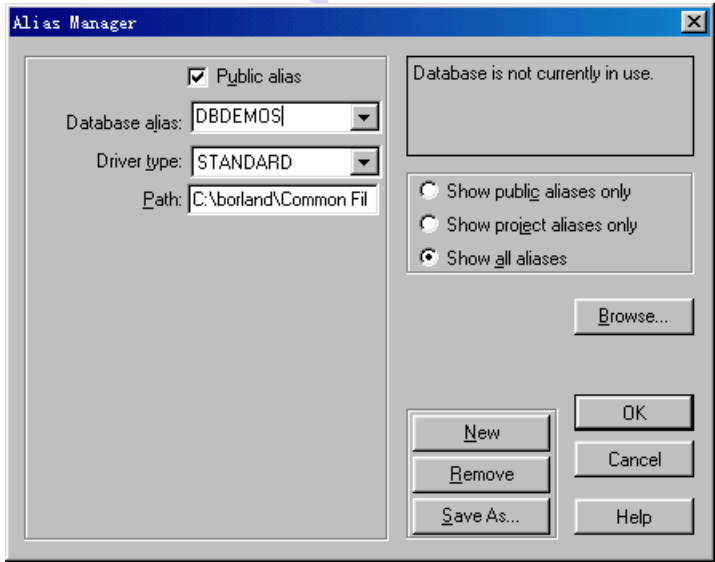 Alias Manager
Public alias
Database alias: DBDEMOS
Driver type: STANDARD
Path: C:\borland\Common Fil
Database is not currently in use.
Show public aliases only
Show project aliases only
Show all aliases
Browse...
New
Remove
Save As...
OK
Cancel
Help